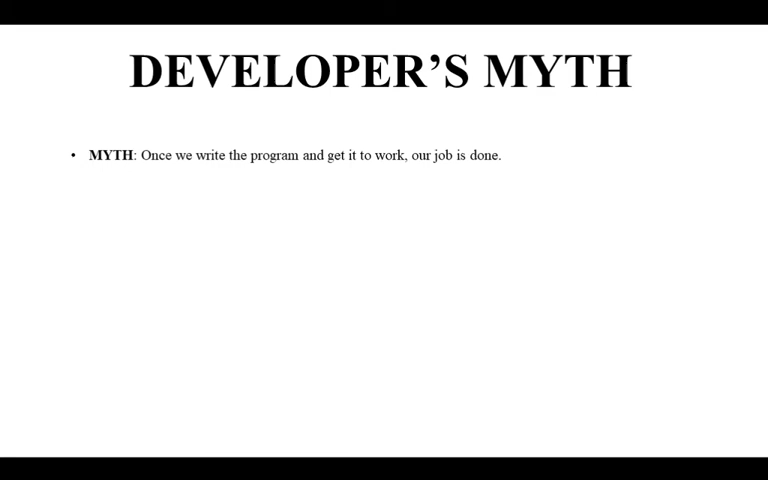 DEVELOPER’S MYTH
• MYTH: Once we write the program and get it to work, our job is done.